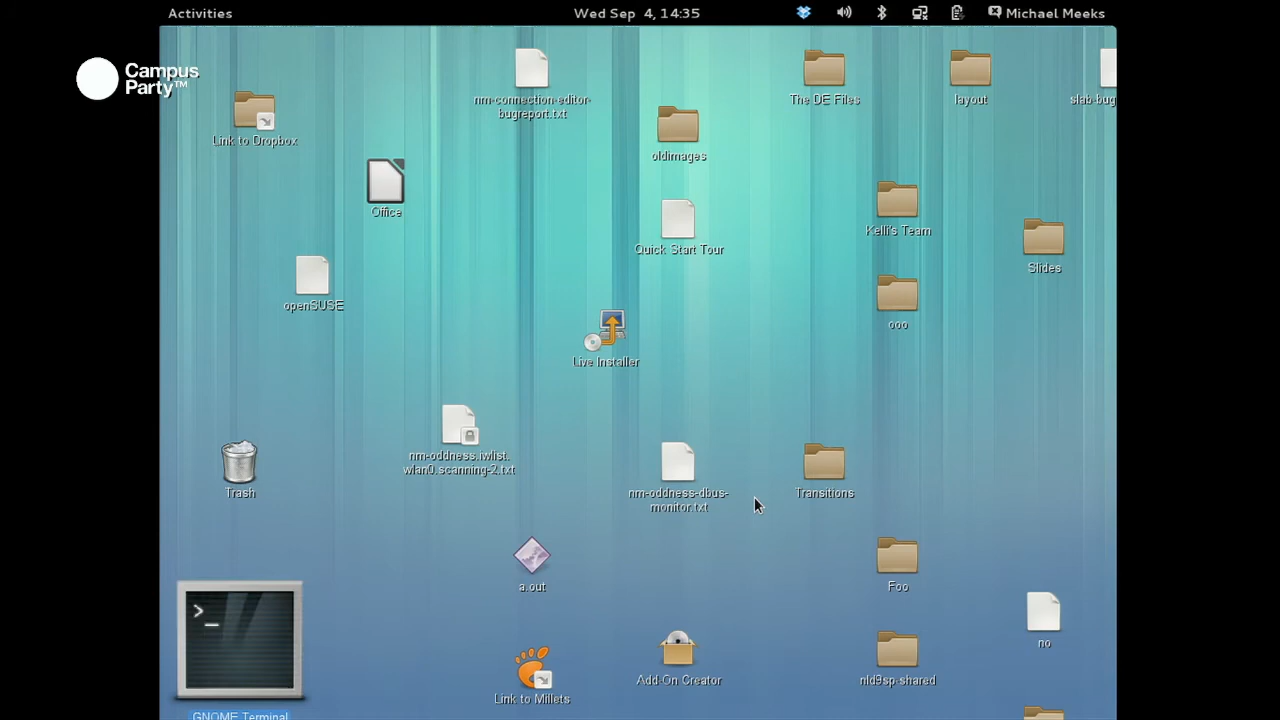 Activities
Wed Sep 4, 14:35
Michael Meeks
Campus
Party™
Link to Dropbox
nm-connection-editor-
bugreport.txt
The DE Files
layout
slab-bug
oldimages
Office
Kelli's Team
Quick Start Tour
Slides
openSUSE
ooo
Live Installer
nm-oddness.iwlist.
wlan0.scanning-2.txt
Trash
nm-oddness-dbus-
monitor.txt
Transitions
a.out
Foo
no
Add-On Creator
nld9sp-shared
Link to Millets
GNOME Terminal